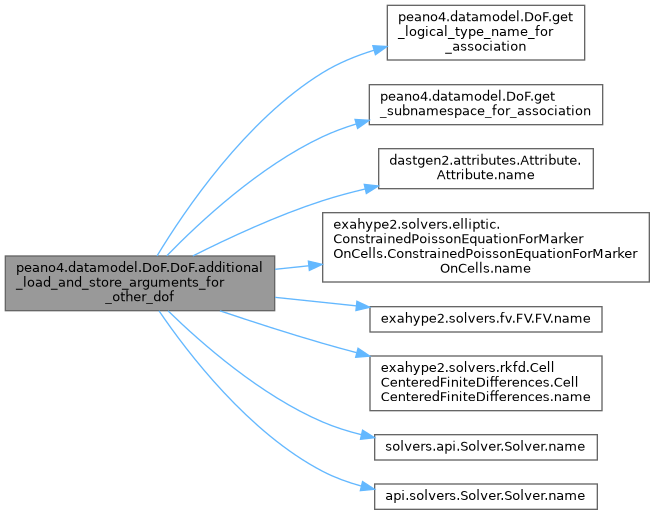 peano4.datamodel.DoF.get
_logical_type_name_for
_association
peano4.datamodel.DoF.get
_subnamespace_for_association
dastgen2.attributes.Attribute.
Attribute.name
exahype2.solvers.elliptic.
ConstrainedPoissonEquationForMarker
OnCells.ConstrainedPoissonEquationForMarker
OnCells.name
peano4.datamodel.DoF.DoF.additional
_load_and_store_arguments_for
_other_dof
exahype2.solvers.fv.FV.FV.name
exahype2.solvers.rkfd.Cell
CenteredFiniteDifferences.Cell
CenteredFiniteDifferences.name
solvers.api.Solver.Solver.name
api.solvers.Solver.Solver.name